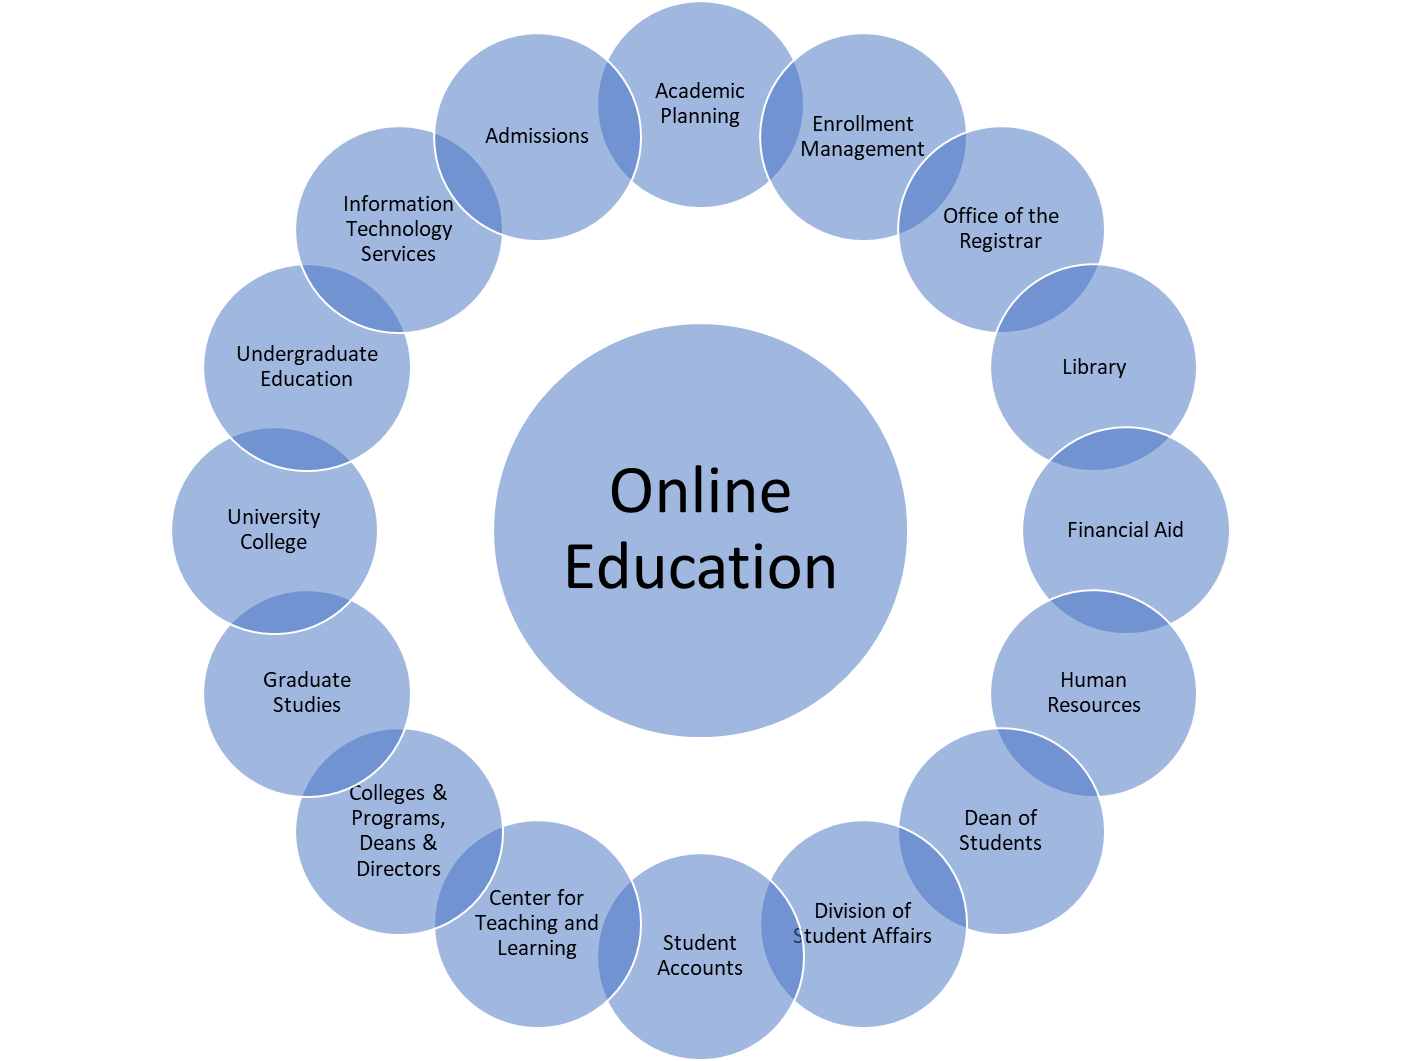 Academic
Planning
Enrollment
Management
Office of the
Registrar
Library
Financial Aid
Human
Resources
Dean of
Students
Division of
Student Affairs
Student
Accounts
Center for
Teaching and
Learning
Colleges &
Programs,
Deans &
Directors
Graduate
Studies
University
College
Undergraduate
Education
Information
Technology
Services
Admissions
Online
Education